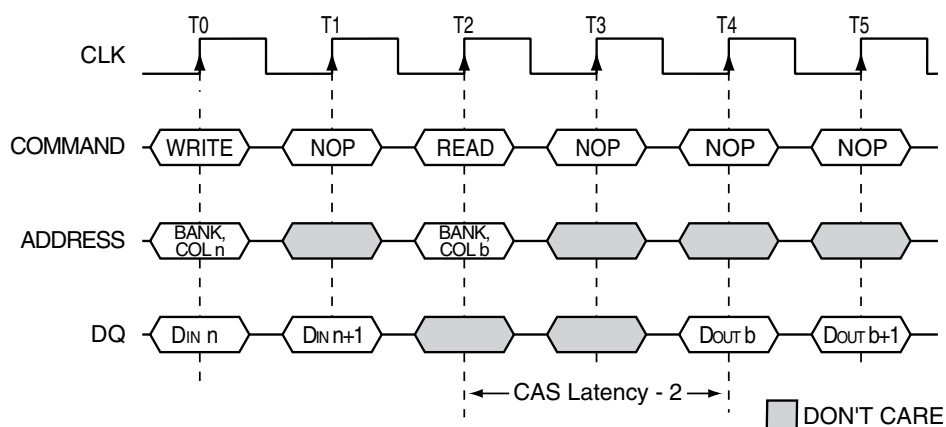 T0 T1 T2 T3 T4 T5
CLK
COMMAND WRITE NOP READ NOP NOP NOP
ADDRESS BANK, COL n BANK, COL b
DQ DIN n DIN n+1 DOUT b DOUT b+1
CAS Latency - 2
DON'T CARE